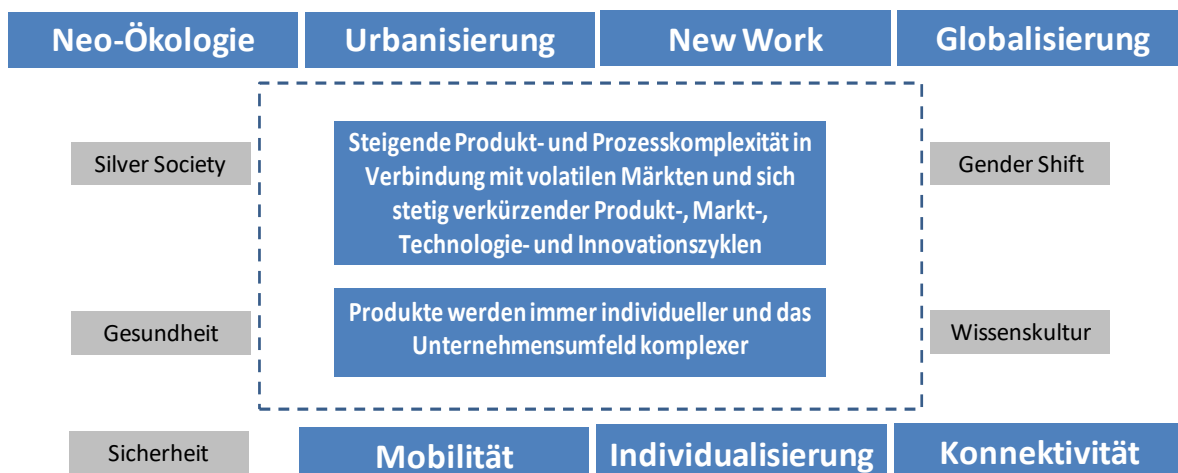 Neo-Ökologie
Urbanisierung
New Work
Globalisierung
Silver Society
Steigende Produkt- und Prozesskomplexität in
Verbindung mit volatilen Märkten und sich
stetig verkürzender Produkt-, Markt-,
Technologie- und Innovationszyklen
Gender Shift
Gesundheit
Produkte werden immer individueller und das
Unternehmensumfeld komplexer
Wissenskultur
Sicherheit
Mobilität
Individualisierung
Konnektivität